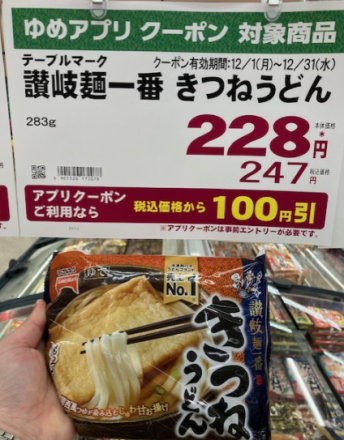 ゆめアプリ クーポン 対象商品
テーブルマーク
クーポン有効期間:12/1(月)~12/31(水)
讃岐麺一番 きつねうどん
283g
本体価格
228円
*
税込価格
247円
アプリクーポン
ご利用なら
税込価格から 100円引
※アプリクーポンは事前エントリーが必要です。
No.1
讃岐麺一番
きつね
うどん